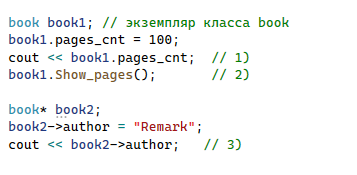 book book1; // экземпляр класса book
book1.pages_cnt = 100;
cout << book1.pages_cnt;  // 1)
book1.Show_pages();       // 2)

book* book2;
book2->author = "Remark";
cout << book2->author;   // 3)